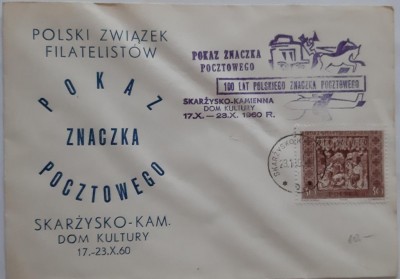 POLSKI ZWIĄZEK
FILATELISTÓW
POKAZ
ZNACZKA
POCZTOWEGO
SKARŻYSKO-KAM.
DOM KULTURY
17.-23.X.60
POKAZ ZNACZKA
POCZTOWEGO
100 LAT POLSKIEGO ZNACZKA POCZTOWEGO
SKARŻYSKO-KAMIENNA
DOM KULTURY
17.X. - 23.X. 1960 R.
SKARŻYSKO